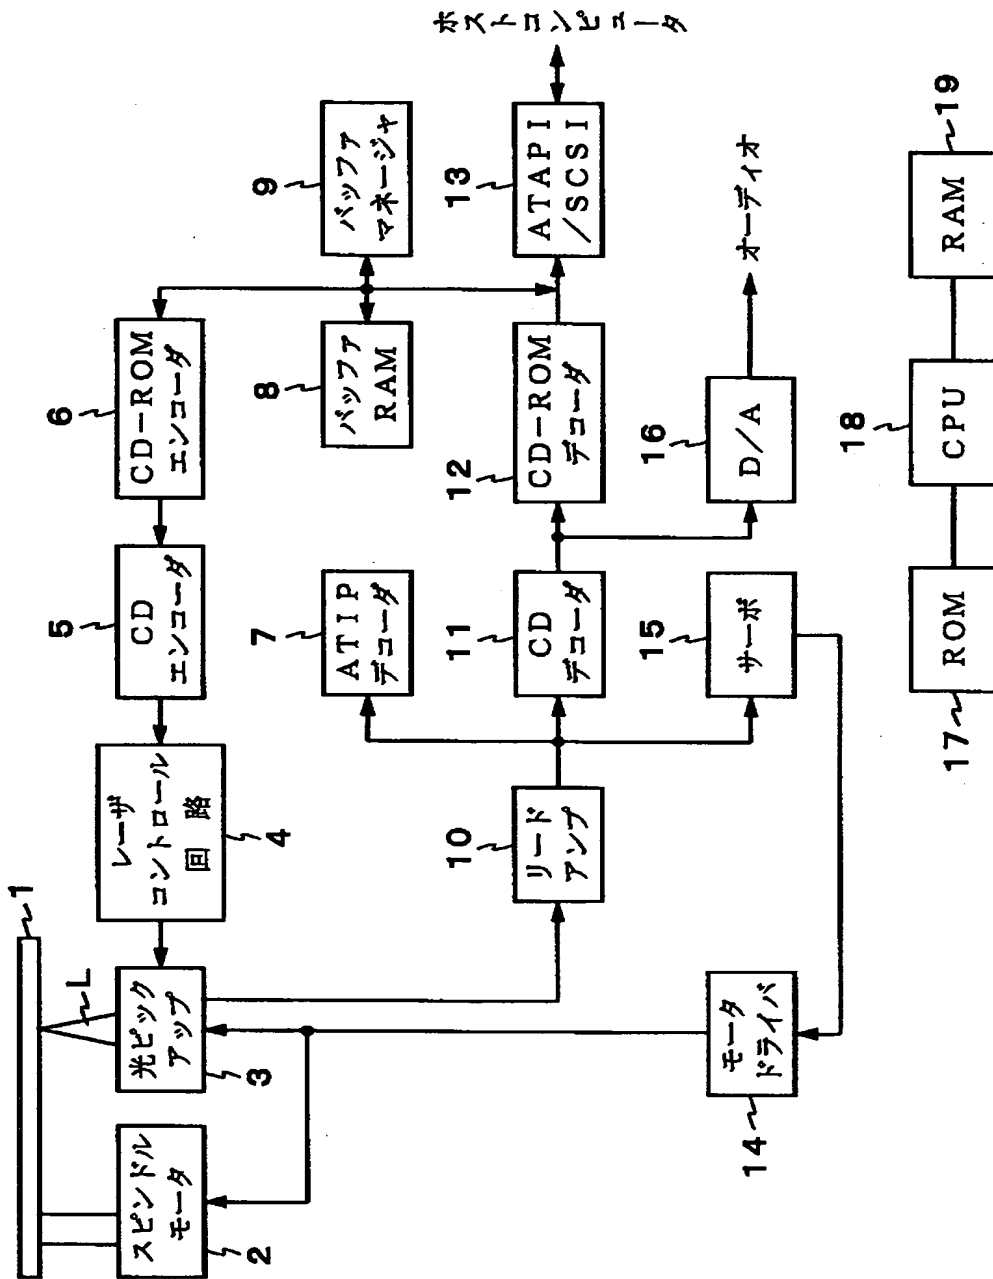 1
L
スピンドル
モータ
2
光ピック
アップ
3
レーザ
コントロール
回路
4
5
CD
エンコーダ
6
CD-ROM
エンコーダ
7
ATIP
デコーダ
8
バッファ
RAM
9
バッファ
マネージャ
10
リード
アンプ
11
CD
デコーダ
12
CD-ROM
デコーダ
13
ATAPI
/SCSI
ホストコンピュータ
モータ
ドライバ
14
15
サーボ
16
D/A
オーディオ
17
ROM
18
CPU
19
RAM